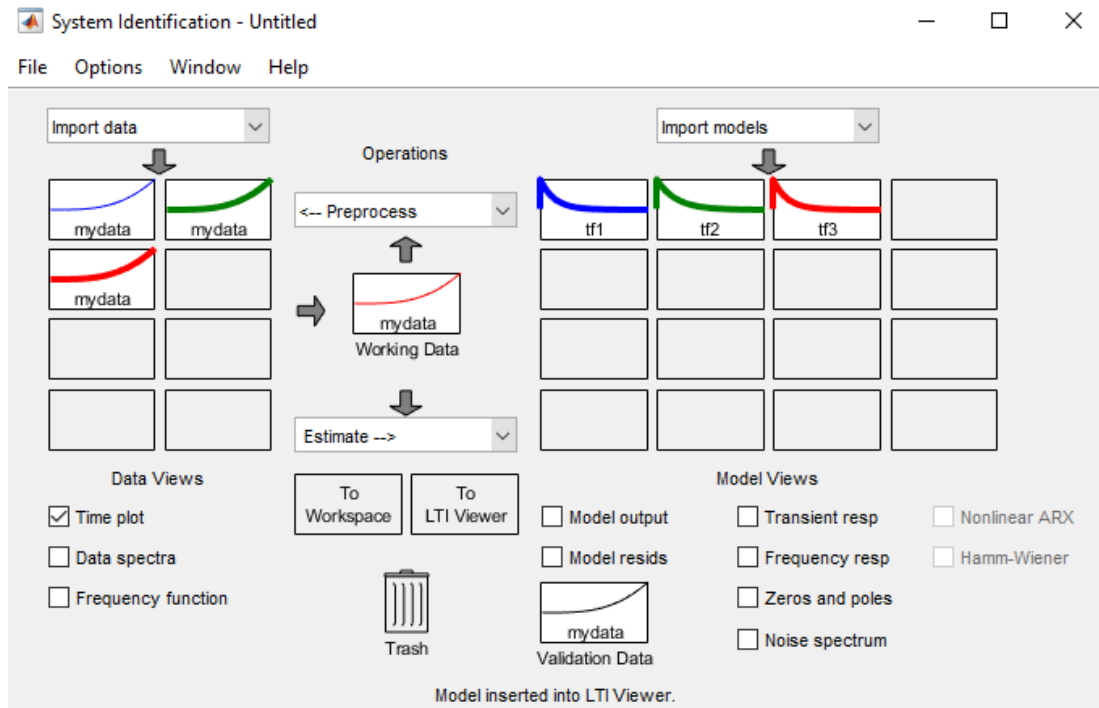 System Identification - Untitled
File Options Window Help
Import data
Import models
Operations
mydata
mydata
<-- Preprocess
tf1
tf2
tf3
mydata
mydata
Working Data
Estimate -->
Data Views
Model Views
To
Workspace
To
LTI Viewer
Time plot
Data spectra
Frequency function
Model output
Model resids
Transient resp
Frequency resp
Zeros and poles
Noise spectrum
Nonlinear ARX
Hamm-Wiener
Trash
mydata
Validation Data
Model inserted into LTI Viewer.